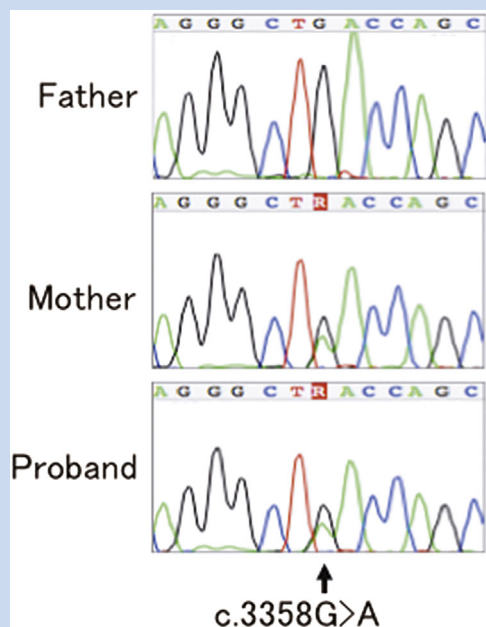 A G G G C T G A C C A G C
Father
A G G G C T R A C C A G C
Mother
A G G G C T R A C C A G C
Proband
c.3358G>A